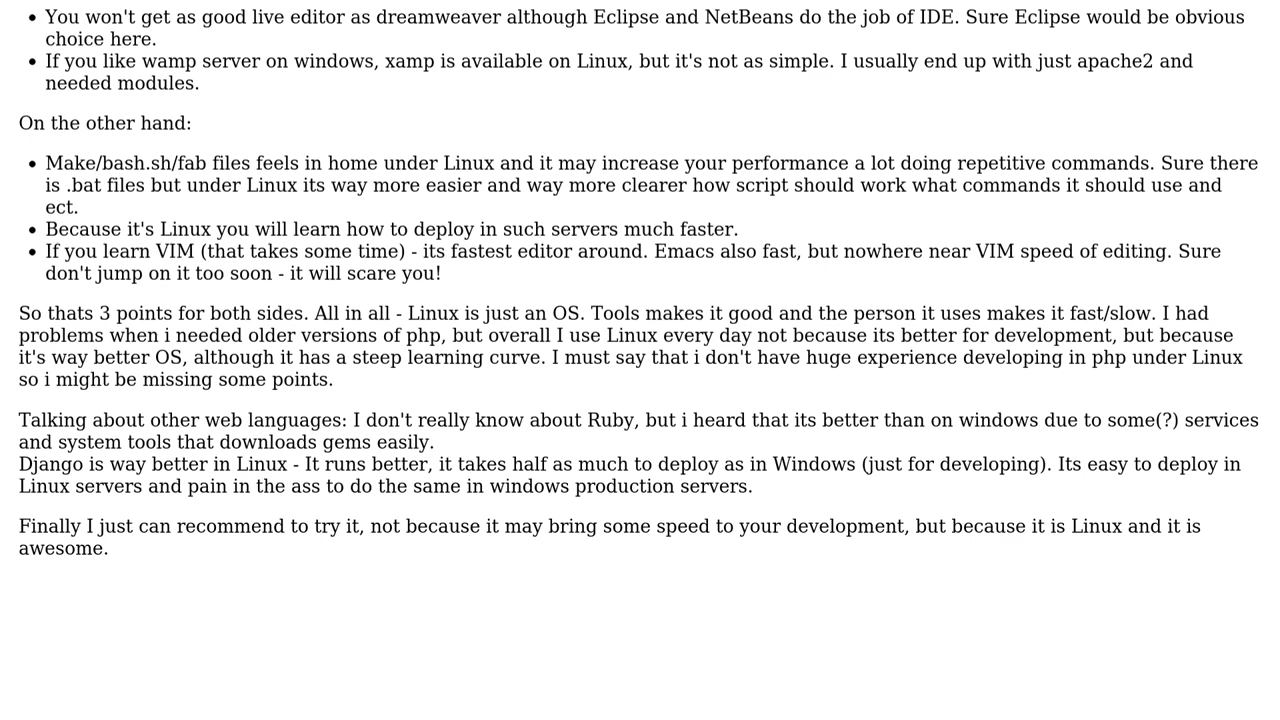 • You won't get as good live editor as dreamweaver although Eclipse and NetBeans do the job of IDE. Sure Eclipse would be obvious
choice here.
• If you like wamp server on windows, xamp is available on Linux, but it's not as simple. I usually end up with just apache2 and
needed modules.
On the other hand:
• Make/bash.sh/fab files feels in home under Linux and it may increase your performance a lot doing repetitive commands. Sure there
is .bat files but under Linux its way more easier and way more clearer how script should work what commands it should use and
ect.
• Because it's Linux you will learn how to deploy in such servers much faster.
• If you learn VIM (that takes some time) - its fastest editor around. Emacs also fast, but nowhere near VIM speed of editing. Sure
don't jump on it too soon - it will scare you!
So thats 3 points for both sides. All in all - Linux is just an OS. Tools makes it good and the person it uses makes it fast/slow. I had
problems when i needed older versions of php, but overall I use Linux every day not because its better for development, but because
it's way better OS, although it has a steep learning curve. I must say that i don't have huge experience developing in php under Linux
so i might be missing some points.
Talking about other web languages: I don't really know about Ruby, but i heard that its better than on windows due to some(?) services
and system tools that downloads gems easily.
Django is way better in Linux - It runs better, it takes half as much to deploy as in Windows (just for developing). Its easy to deploy in
Linux servers and pain in the ass to do the same in windows production servers.
Finally I just can recommend to try it, not because it may bring some speed to your development, but because it is Linux and it is
awesome.